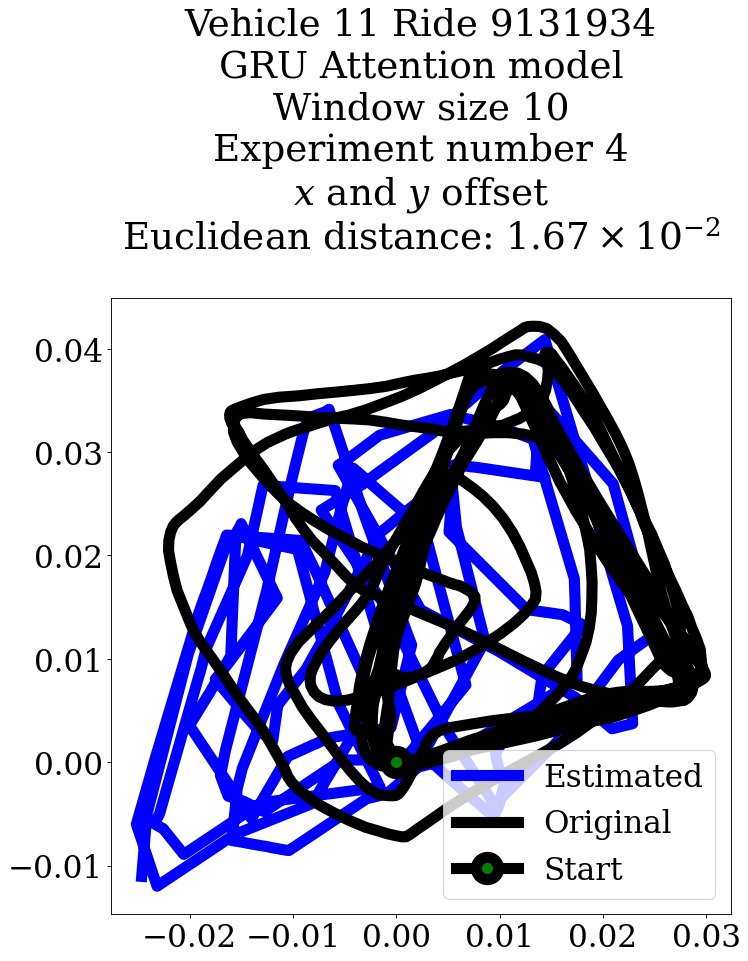 Vehicle 11 Ride 9131934
GRU Attention model
Window size 10
Experiment number 4
x and y offset
Euclidean distance: 1.67 × 10⁻²
0.04
0.03
0.02
0.01
0.00
−0.01
Estimated
Original
Start
−0.02 −0.01 0.00 0.01 0.02 0.03